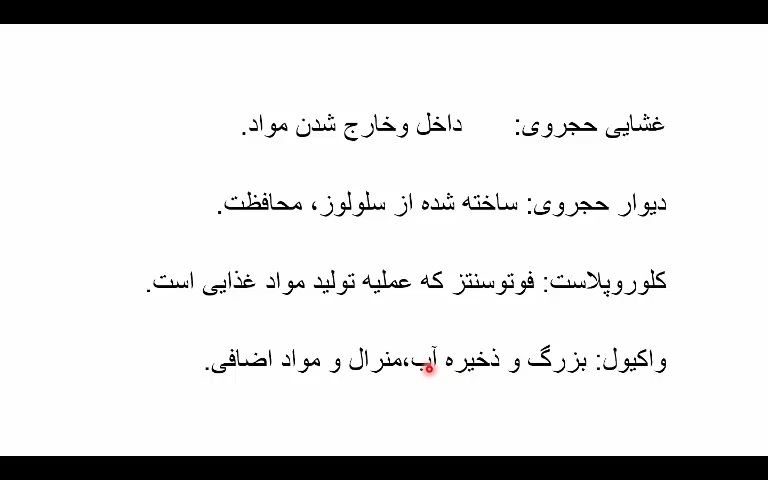 غشایی حجروی: داخل وخارج شدن مواد.
دیوار حجروی: ساخته شده از سلولوز، محافظت.
کلوروپلاست: فوتوسنتز که عملیه تولید مواد غذایی است.
واکیول: بزرگ و ذخیره آب،منرال و مواد اضافی.